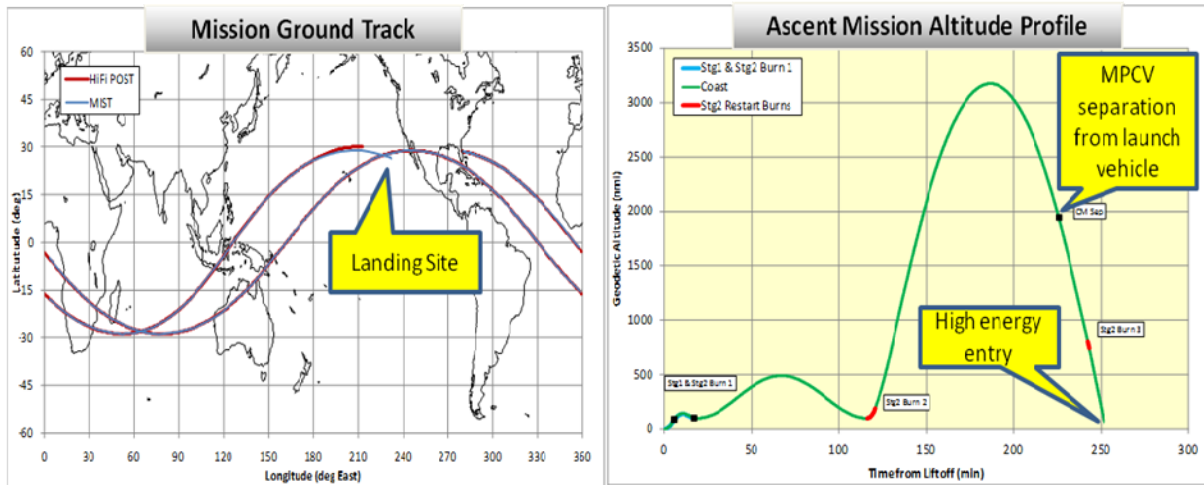 Mission Ground Track
60
45
30
15
0
-15
-30
-45
-60
Latitutude (deg)
HiFi POST
MIST
Landing Site
0
30
60
90
120
150
180
210
240
270
300
330
360
Longitude (deg East)
Ascent Mission Altitude Profile
3500
3000
2500
2000
1500
1000
500
0
Geodetic Altitude (nmi)
Stg1 & Stg2 Burn 1
Coast
Stg2 Restart Burns
MPCV
separation
from launch
vehicle
CM Sep
High energy
entry
Stg2 Burn 3
Stg1 & Stg2 Burn 1
Stg2 Burn 2
0
50
100
150
200
250
300
Time from Liftoff (min)